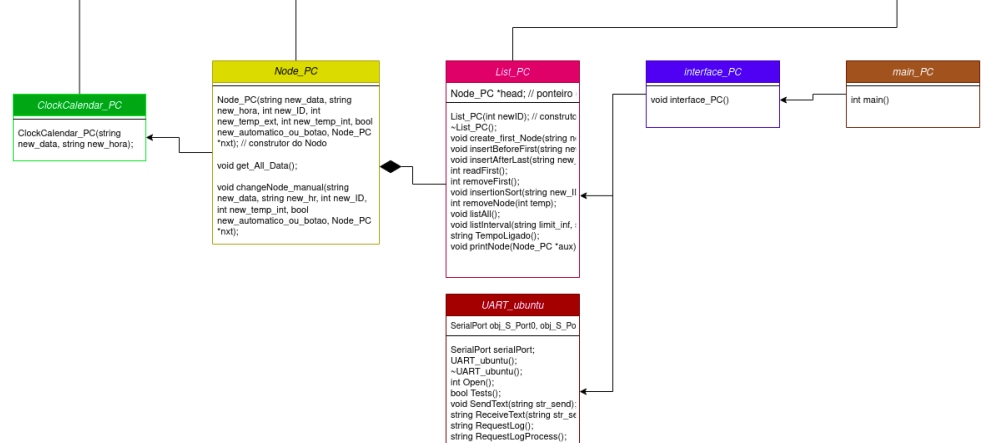 ClockCalendar_PC
ClockCalendar_PC(string
new_data, string new_hora);
Node_PC
Node_PC(string new_data, string
new_hora, int new_ID, int
new_temp_ext, int new_temp_int, bool
new_automatico_ou_botao, Node_PC
*nxt); // construtor do Nodo
void get_All_Data();
void changeNode_manual(string
new_data, string new_hr, int new_ID,
int new_temp_int, bool
new_automatico_ou_botao, Node_PC
*nxt);
List_PC
Node_PC *head; // ponteiro
List_PC(int newID); // construtc
~List_PC();
void create_first_Node(string
void insertBeforeFirst(string
void insertAfterLast(string new_
int readFirst();
int removeFirst();
void insertionSort(string
int removeNode(int temp);
void listAll();
void listInterval(string limit_inf,
string TempoLigado();
void printNode(Node_PC *aux)
UART_ubuntu
SerialPort obj_S_Port0, obj_S_Po
SerialPort serialPort;
UART_ubuntu();
~UART_ubuntu();
int Open();
bool Tests();
void SendText(string str_send);
string ReceiveText(string str_se
string RequestLog();
string RequestLogProcess();
interface_PC
void interface_PC()
main_PC
int main()